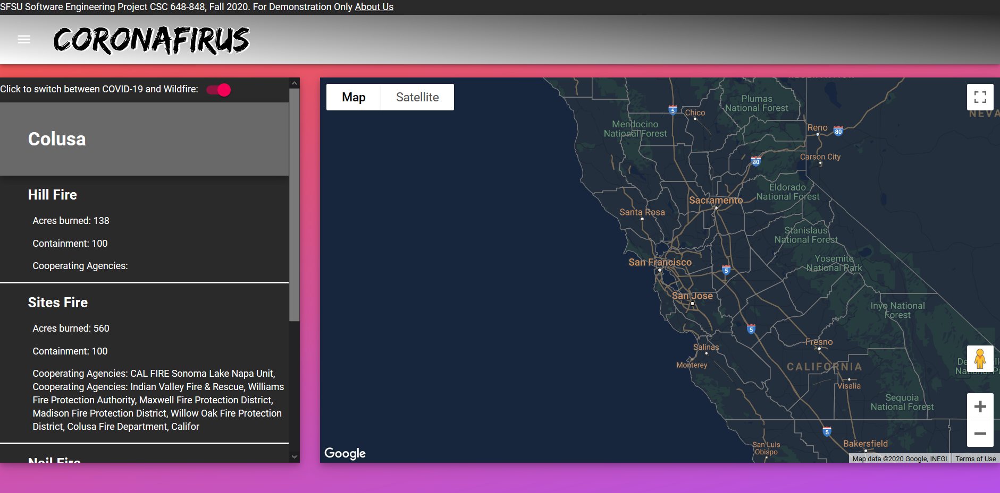 SFSU Software Engineering Project CSC 648-848, Fall 2020. For Demonstration Only About Us
CORONAFIRUS
Click to switch between COVID-19 and Wildfire:
Colusa
Hill Fire
Acres burned: 138
Containment: 100
Cooperating Agencies:
Sites Fire
Acres burned: 560
Containment: 100
Cooperating Agencies: CAL FIRE Sonoma Lake Napa Unit,
Cooperating Agencies: Indian Valley Fire & Rescue, Williams
Fire Protection Authority, Maxwell Fire Protection District,
Madison Fire Protection District, Willow Oak Fire Protection
District, Colusa Fire Department, Califor
Nail Fire
Map
Satellite
Plumas
National Forest
5
Chico
NEVA
Mendocino
National Forest
Reno
80
Carson City
80
Eldorado
National Forest
Sacramento
Santa Rosa
Stanislaus
National Forest
Yosemite
National Park
San Francisco
5
San Jose
Inyo National
Forest
5
Fresno
Salinas
Monterey
CALIFORNIA
Visalia
Sequoia
National Forest
5
San Luis
Obispo
Bakersfield
Google
Map data ©2020 Google, INEGI
Terms of Use